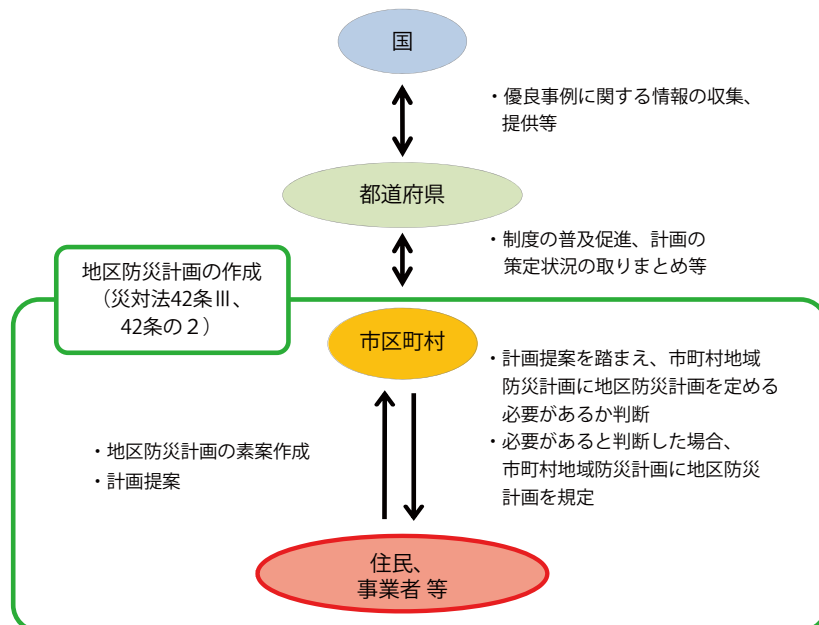 国
・優良事例に関する情報の収集、
提供等
都道府県
・制度の普及促進、計画の
策定状況の取りまとめ等
地区防災計画の作成
（災対法42条Ⅲ、
42条の２）
市区町村
・計画提案を踏まえ、市町村地域
防災計画に地区防災計画を定める
必要があるか判断
・必要があると判断した場合、
市町村地域防災計画に地区防災
計画を規定
・地区防災計画の素案作成
・計画提案
住民、
事業者 等